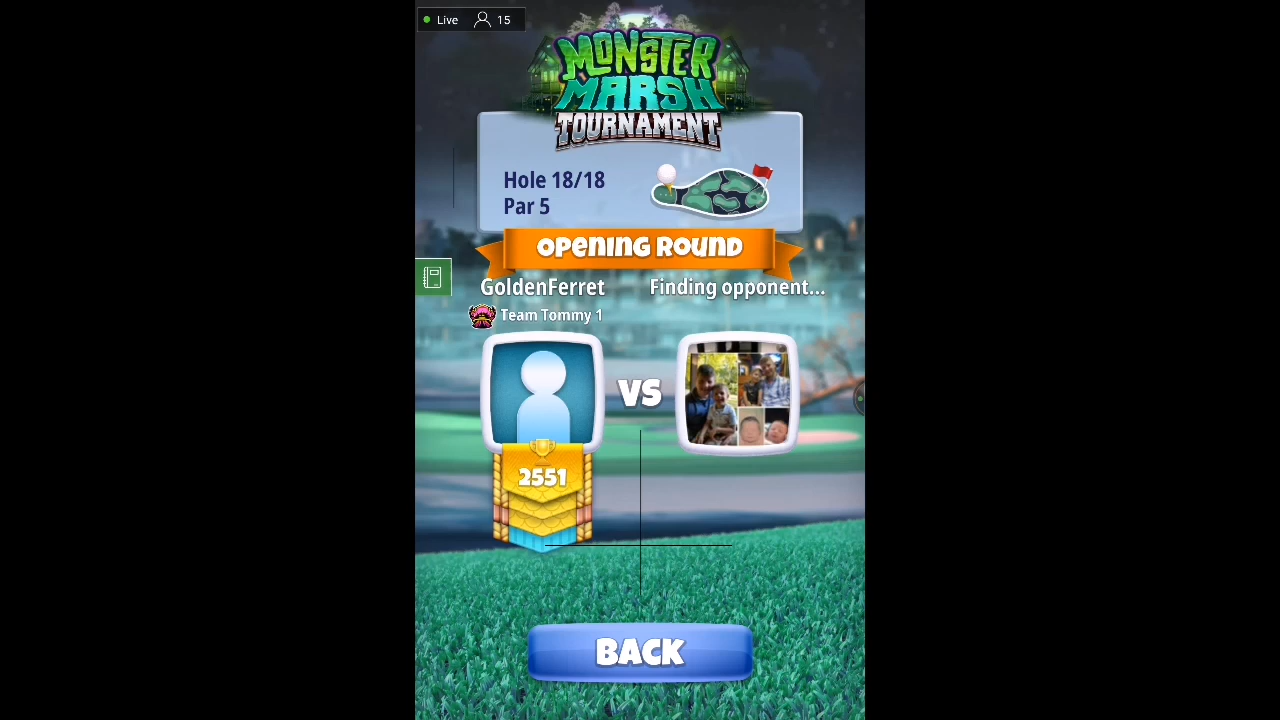 Live 15
MONSTER
MARSH
TOURNAMENT
Hole 18/18
Par 5
OPENING ROUND
GoldenFerret
Finding opponent...
Team Tommy 1
VS
2551
BACK